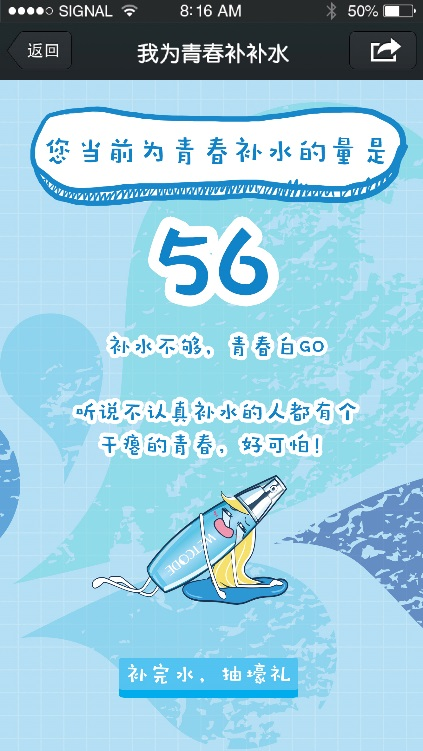 SIGNAL 8:16 AM 50%
返回 我为青春补补水
您当前为青春补水的量是
56
补水不够，青春白GO
听说不认真补水的人都有个
干瘪的青春，好可怕！
补完水，抽壕礼